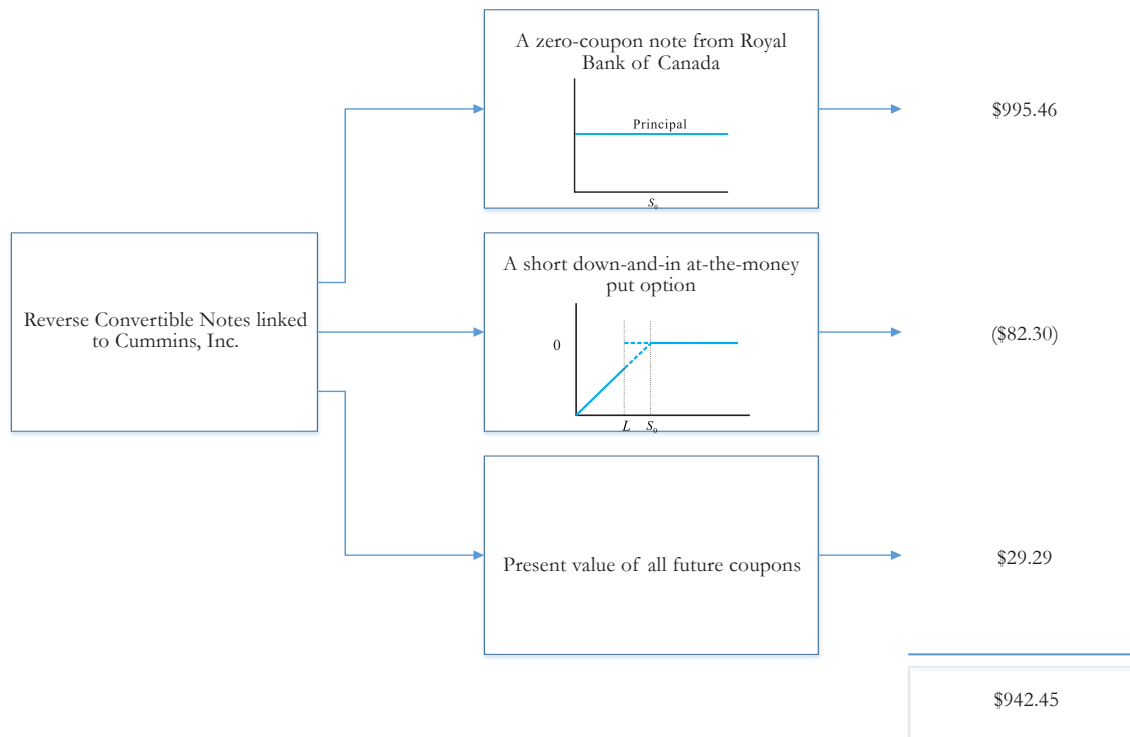 A zero-coupon note from Royal
Bank of Canada
Principal
S₀
$995.46
Reverse Convertible Notes linked
to Cummins, Inc.
A short down-and-in at-the-money
put option
0
L
S₀
($82.30)
Present value of all future coupons
$29.29
$942.45